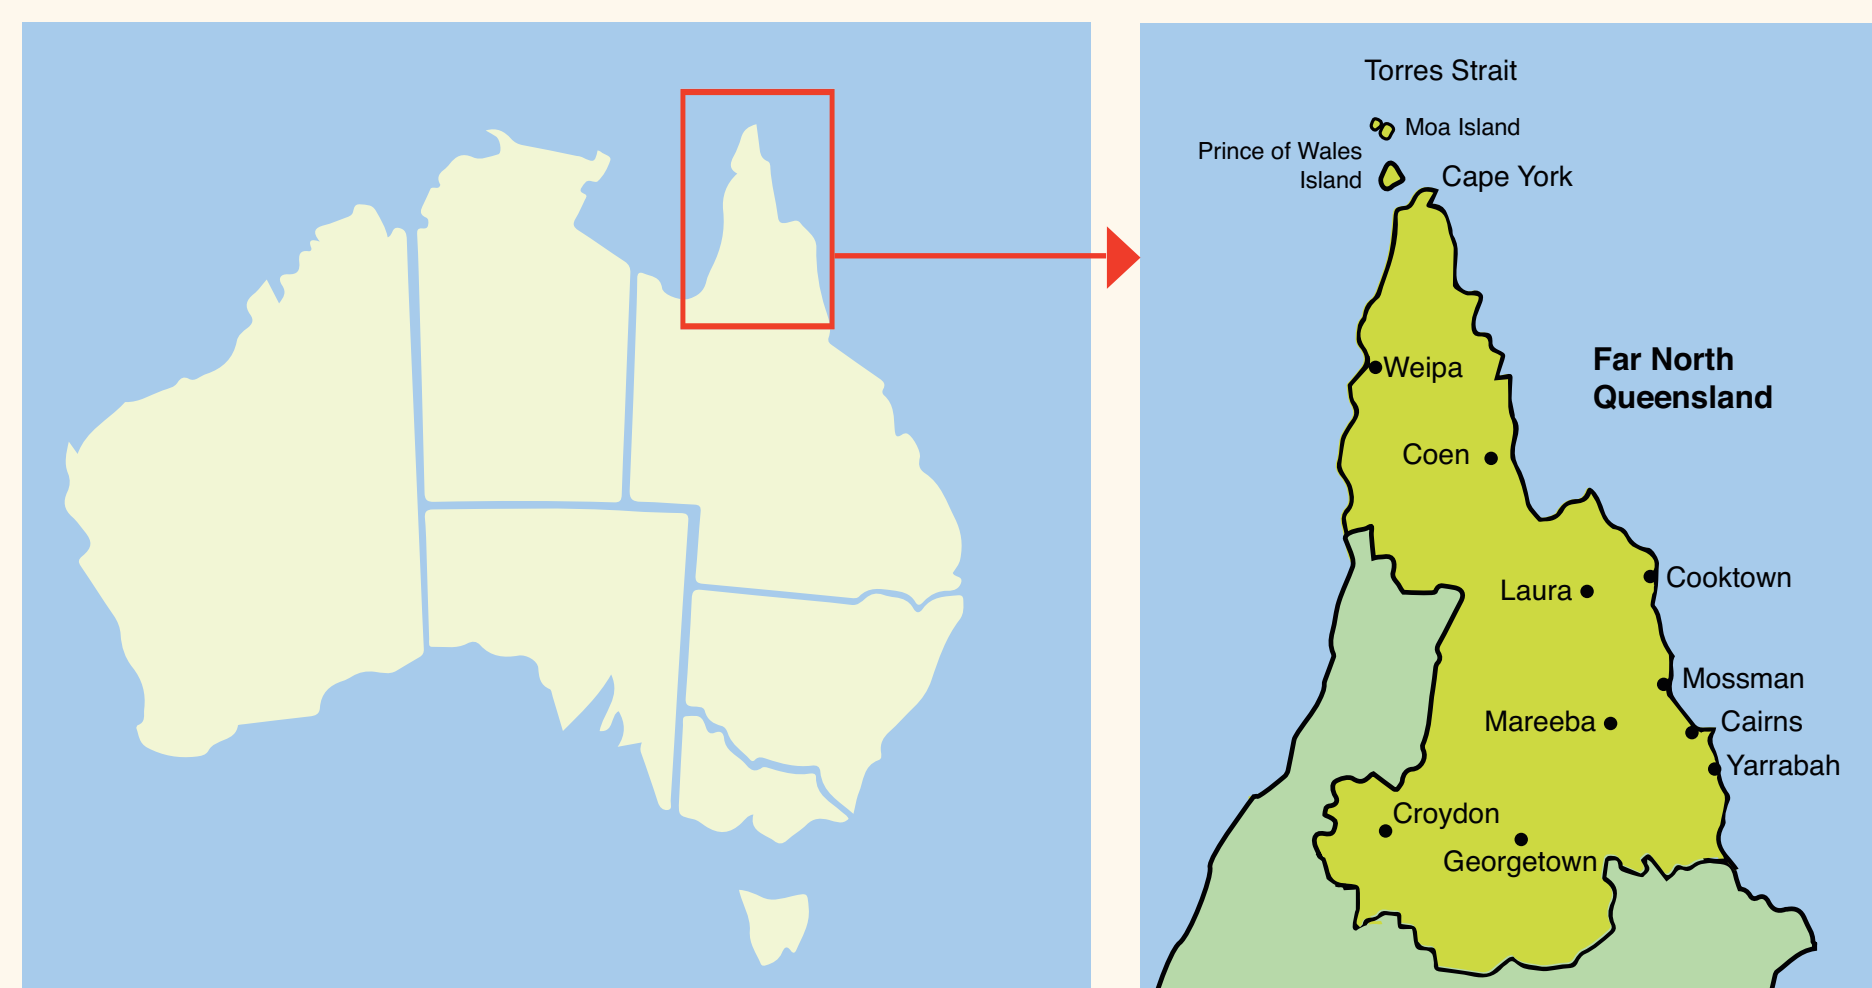 Torres Strait
Moa Island
Prince of Wales
Island
Cape York
Far North
Queensland
Weipa
Coen
Cooktown
Laura
Mossman
Mareeba
Cairns
Yarrabah
Croydon
Georgetown